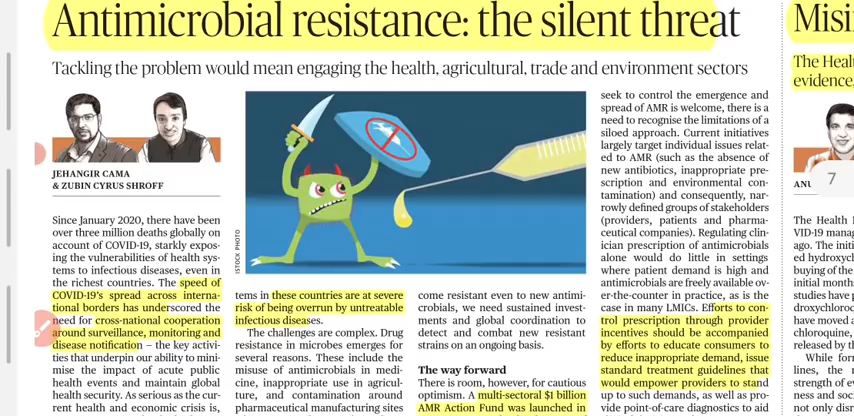 Antimicrobial resistance: the silent threat
Tackling the problem would mean engaging the health, agricultural, trade and environment sectors
JEHANGIR CAMA
& ZUBIN CYRUS SHROFF
Since January 2020, there have been
over three million deaths globally on
account of COVID-19, starkly expos-
ing the vulnerabilities of health sys-
tems to infectious diseases, even in
the richest countries. The speed of
COVID-19's spread across interna-
tional borders has underscored the
need for cross-national cooperation
around surveillance, monitoring and
disease notification – the key activi-
ties that underpin our ability to mini-
mise the impact of acute public
health events and maintain global
health security. As serious as the cur-
rent health and economic crisis is,
ISTOCK PHOTO
tems in these countries are at severe
risk of being overrun by untreatable
infectious diseases.
The challenges are complex. Drug
resistance in microbes emerges for
several reasons. These include the
misuse of antimicrobials in medi-
cine, inappropriate use in agricul-
ture, and contamination around
pharmaceutical manufacturing sites
come resistant even to new antimi-
crobials, we need sustained invest-
ments and global coordination to
detect and combat new resistant
strains on an ongoing basis.
The way forward
There is room, however, for cautious
optimism. A multi-sectoral $1 billion
AMR Action Fund was launched in
seek to control the emergence and
spread of AMR is welcome, there is a
need to recognise the limitations of a
siloed approach. Current initiatives
largely target individual issues relat-
ed to AMR (such as the absence of
new antibiotics, inappropriate pre-
scription and environmental con-
tamination) and consequently, nar-
rowly defined groups of stakeholders
(providers, patients and pharma-
ceutical companies). Regulating clin-
ician prescription of antimicrobials
alone would do little in settings
where patient demand is high and
antimicrobials are freely available ov-
er-the-counter in practice, as is the
case in many LMICs. Efforts to con-
trol prescription through provider
incentives should be accompanied
by efforts to educate consumers to
reduce inappropriate demand, issue
standard treatment guidelines that
would empower providers to stand
up to such demands, as well as pro-
vide point-of-care diagnostics to aid
Misi
The Heal
evidence,
ANU
7
The Health
VID-19 manag
ago. The initi
ed hydroxych
buying of the
initial months
studies have p
droxychloroc
have moved a
chloroquine,
released by th
While form
lines, the
strength of ev
ness and soci
not only dist